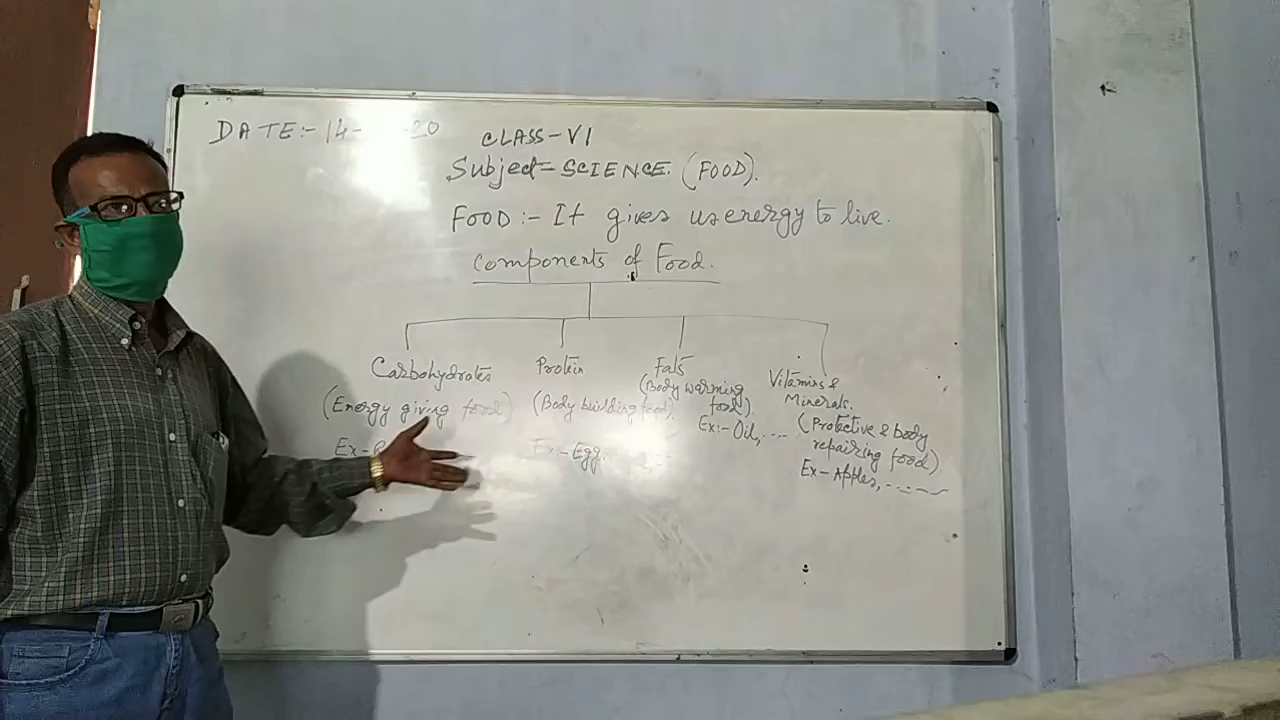 DATE:- 14- -20
CLASS-VI
Subject= SCIENCE. (FOOD).
FOOD :- It gives us energy to live.
Components of Food.
Carbohydrates
(Energy giving food)
Ex-
Protein
(Body building food).
Ex-Egg,
Fats
(Body warming
food).
Ex:- Oil,....
Vitamins &
Minerals.
(Protective & body
repairing food)
Ex- Apples,......